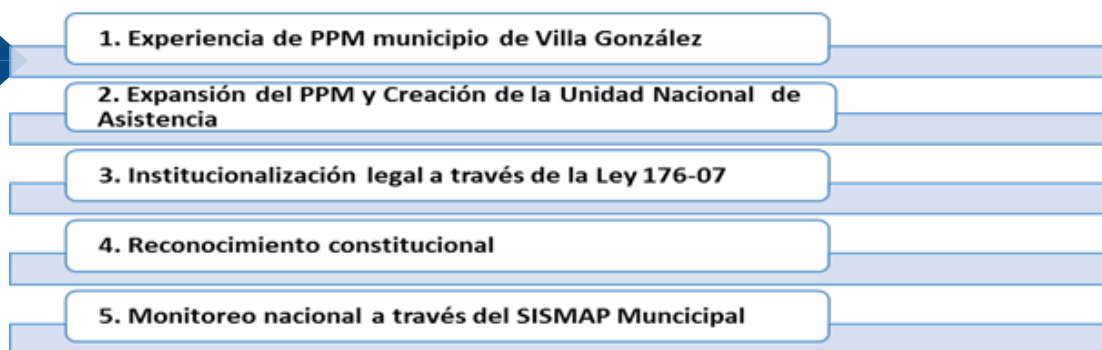 1. Experiencia de PPM municipio de Villa González
2. Expansión del PPM y Creación de la Unidad Nacional de
Asistencia
3. Institucionalización legal a través de la Ley 176-07
4. Reconocimiento constitucional
5. Monitoreo nacional a través del SISMAP Muncicipal